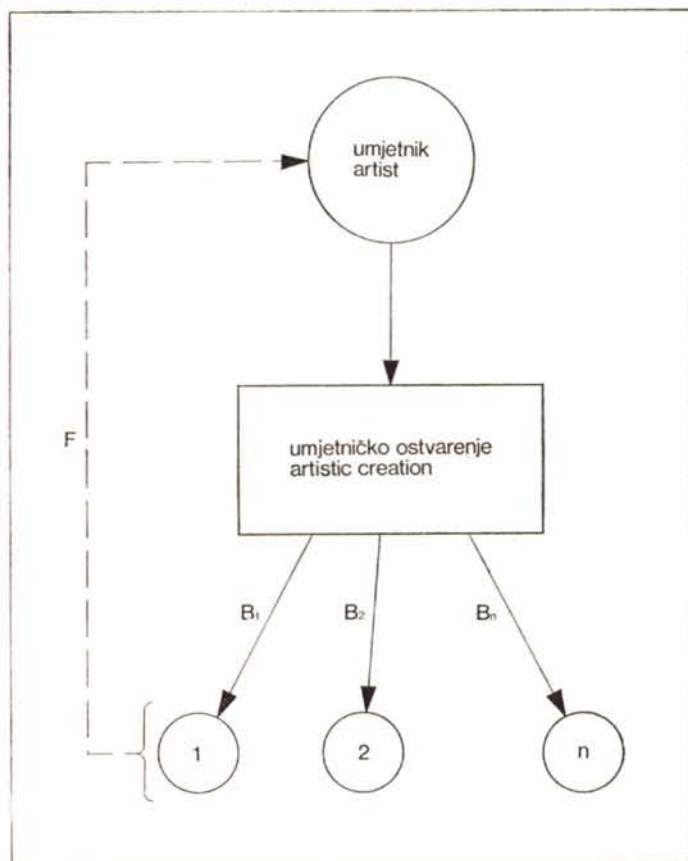 umjetnik
artist
F
umjetničko ostvarenje
artistic creation
B₁
B₂
Bₙ
1
2
n